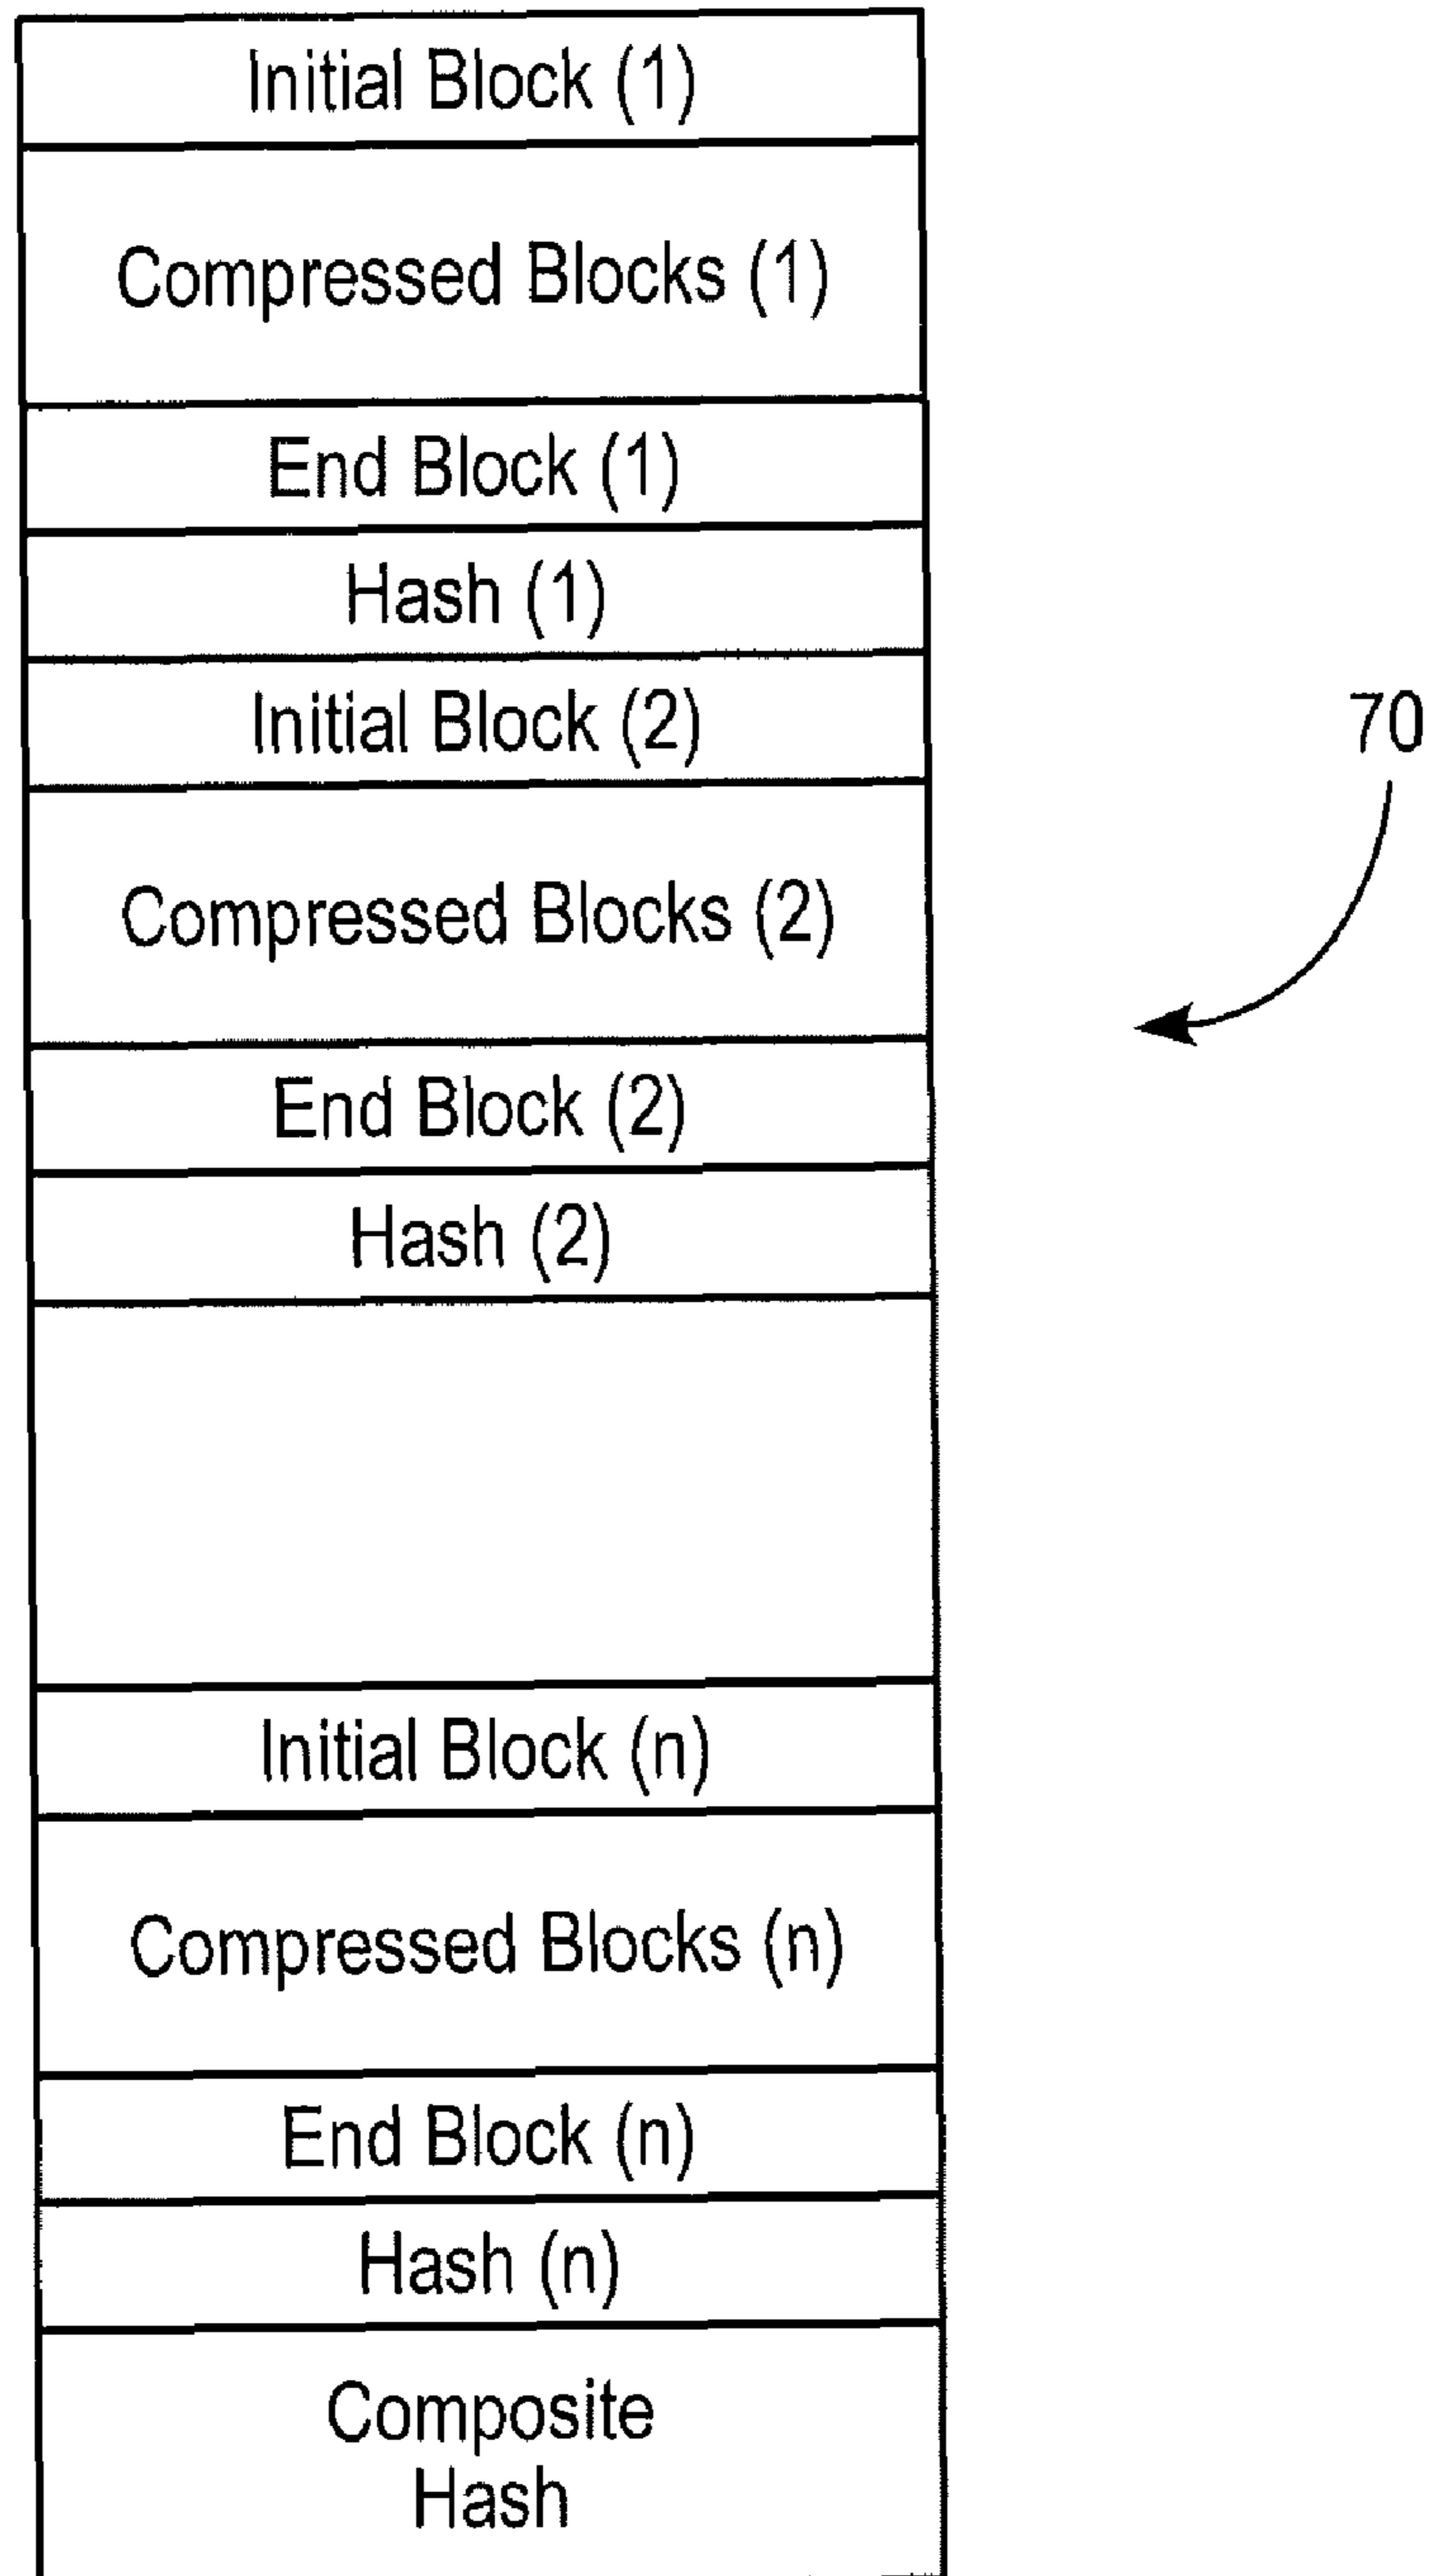 Initial Block (1)
Compressed Blocks (1)
End Block (1)
Hash (1)
Initial Block (2)
70
Compressed Blocks (2)
End Block (2)
Hash (2)
Initial Block (n)
Compressed Blocks (n)
End Block (n)
Hash (n)
Composite
Hash